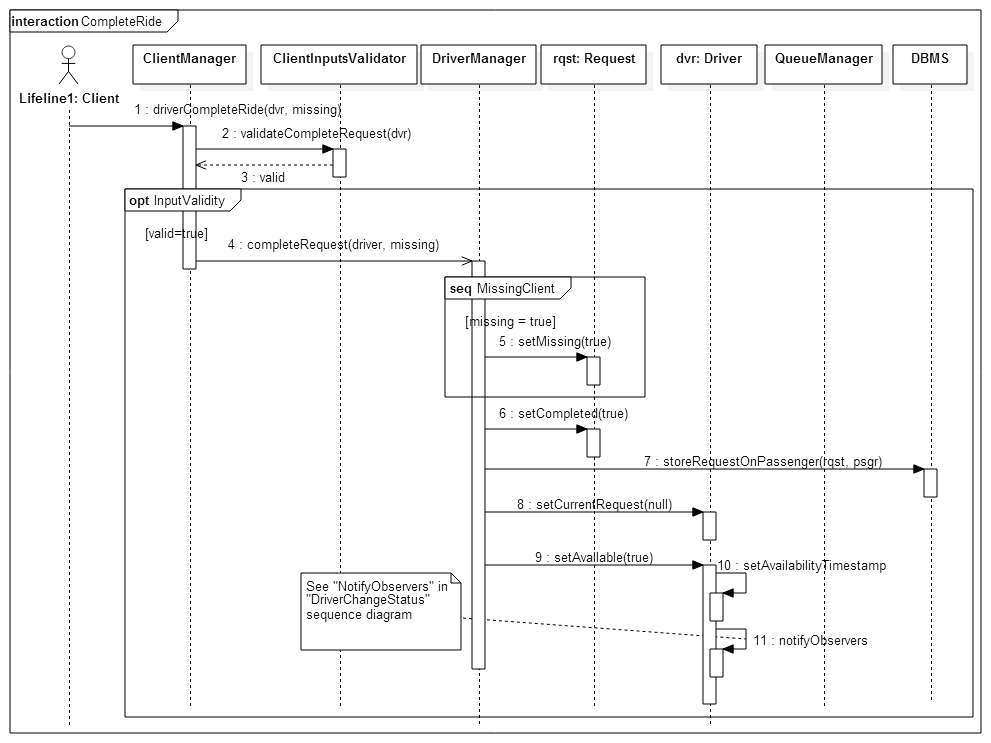 interaction CompleteRide
ClientManager
ClientInputsValidator
DriverManager
rqst: Request
dvr: Driver
QueueManager
DBMS
Lifeline1: Client
1 : driverCompleteRide(dvr, missing)
2 : validateCompleteRequest(dvr)
3 : valid
opt InputValidity
[valid=true]
4 : completeRequest(driver, missing)
seq MissingClient
[missing = true]
5 : setMissing(true)
6 : setCompleted(true)
7 : storeRequestOnPassenger(rqst, psgr)
8 : setCurrentRequest(null)
9 : setAvaliable(true)
10 : setAvailabilityTimestamp
See "NotifyObservers" in
"DriverChangeStatus"
sequence diagram
11 : notifyObservers